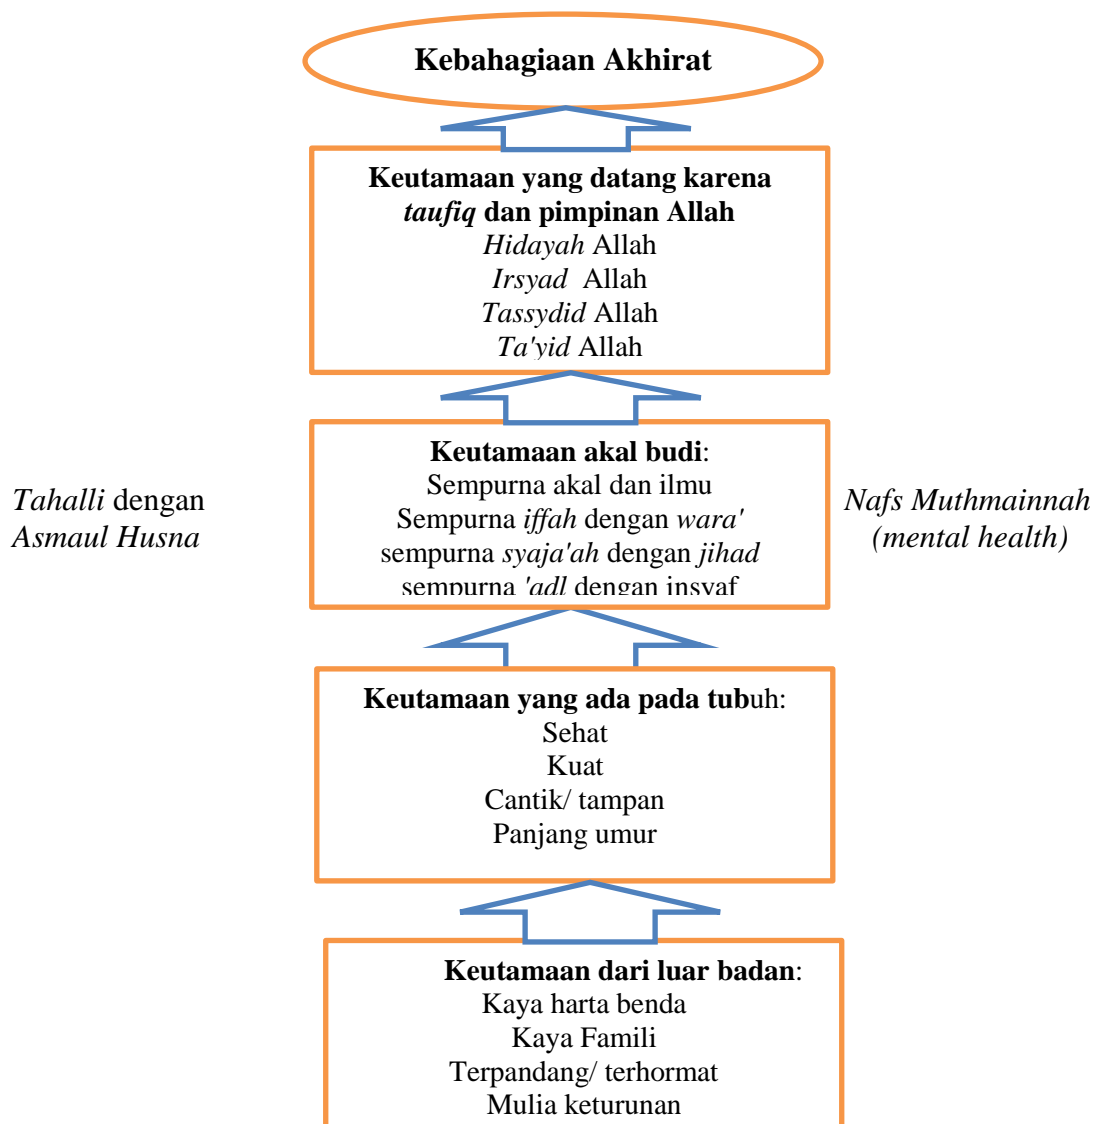 Kebahagiaan Akhirat
Keutamaan yang datang karena
taufiq dan pimpinan Allah
Hidayah Allah
Irsyad Allah
Tassydid Allah
Ta'yid Allah
Keutamaan akal budi:
Sempurna akal dan ilmu
Sempurna iffah dengan wara'
sempurna syaja'ah dengan jihad
sempurna 'adl dengan insyaf
Tahalli dengan
Asmaul Husna
Nafs Muthmainnah
(mental health)
Keutamaan yang ada pada tubuh:
Sehat
Kuat
Cantik/ tampan
Panjang umur
Keutamaan dari luar badan:
Kaya harta benda
Kaya Famili
Terpandang/ terhormat
Mulia keturunan